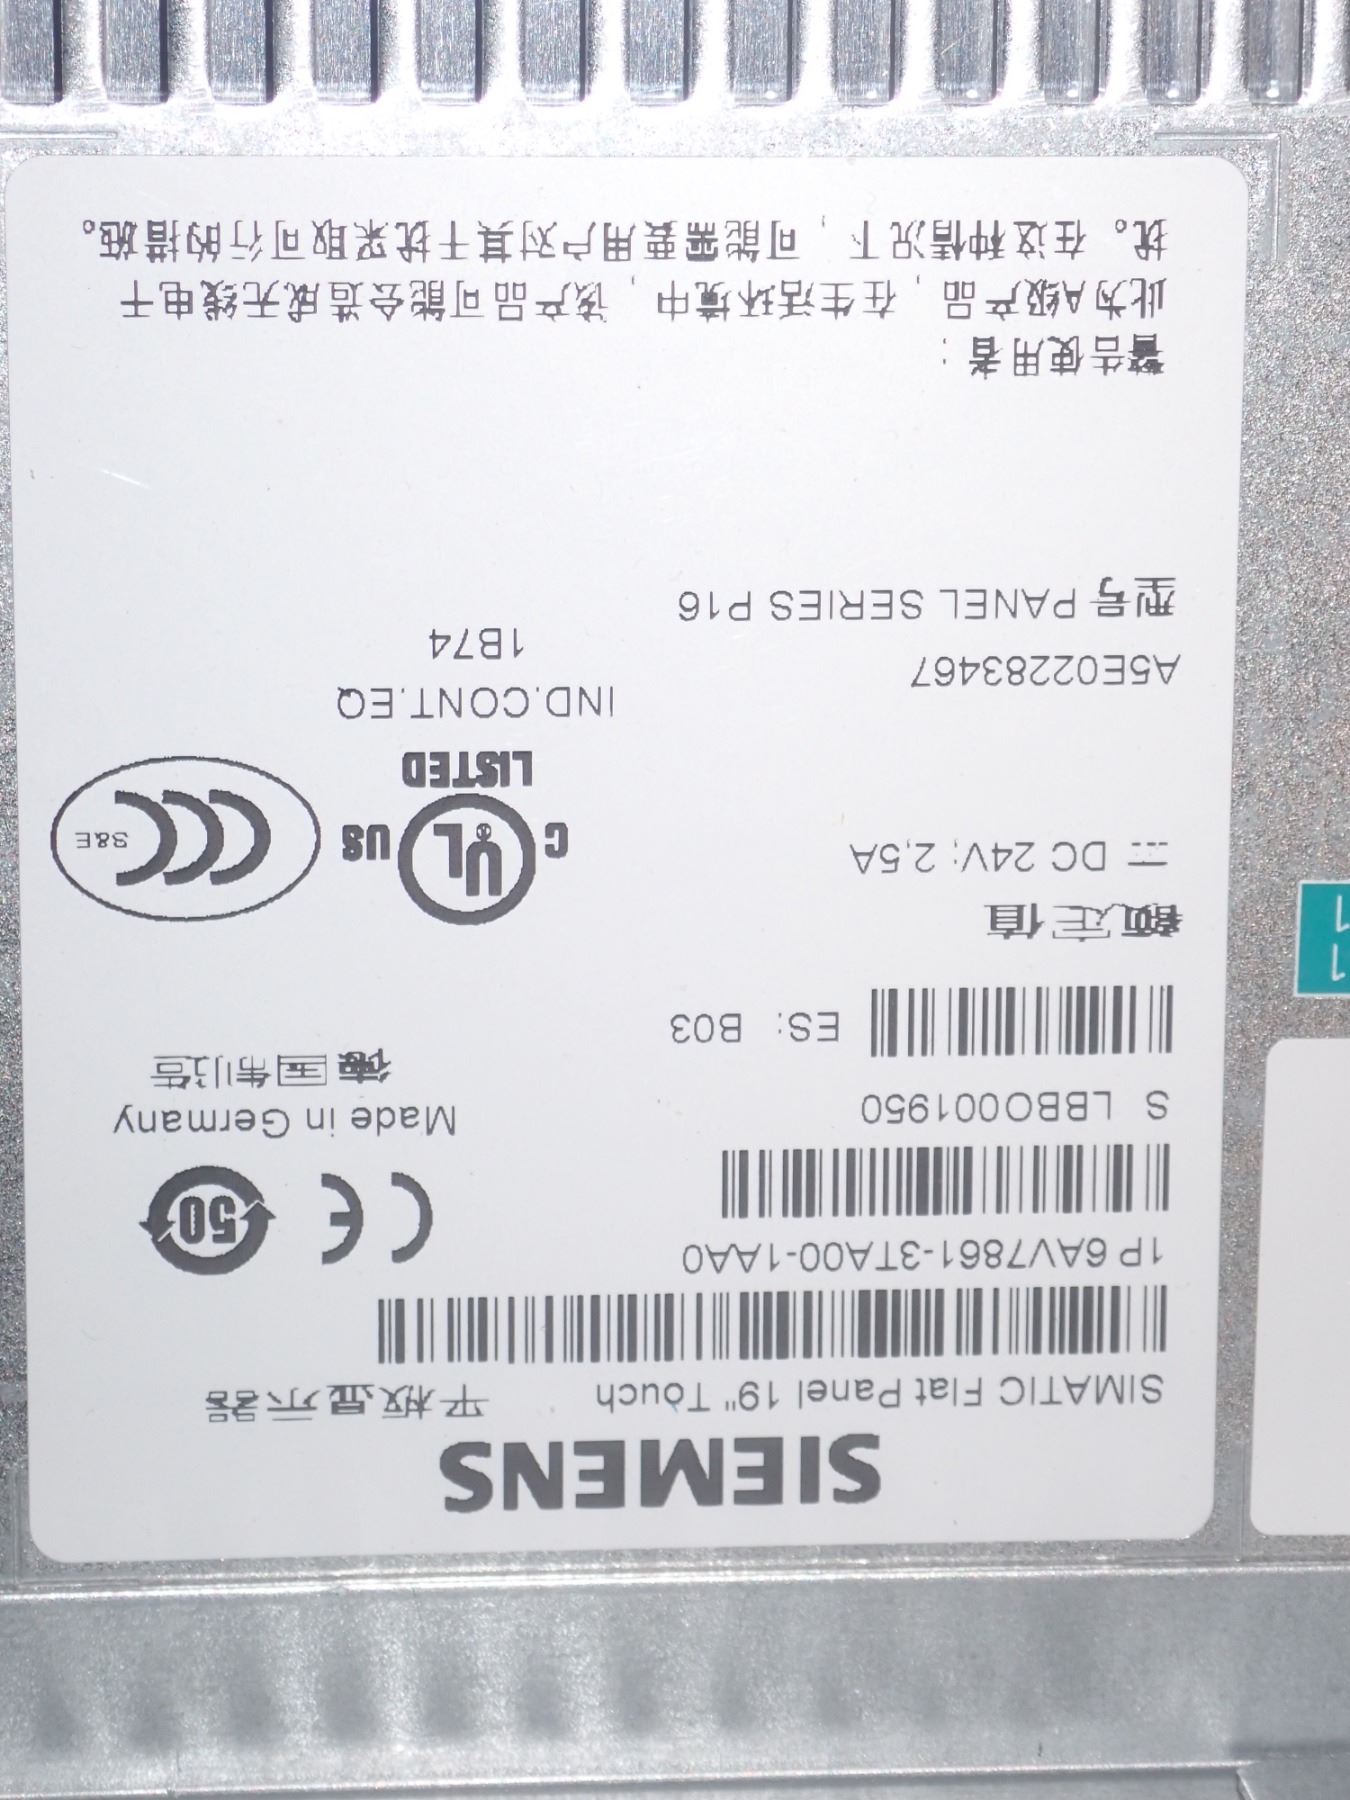 SIEMENS
SIMATIC Flat Panel 19" Touch 平板显示器
1P 6AV7861-3TA00-1AA0
S LBBO001950
ES: B03
CE
50
Made in Germany
德国制造
额定值
DC 24V; 2,5A
C UL US
LISTED
IND.CONT.EQ
1B74
CCC S&E
A5E02283467
型号 PANEL SERIES P16
警告使用者:
此为A级产品,在生活环境中,该产品可能会造成无线电干
扰。在这种情况下,可能需要用户对其干扰采取可行的措施。